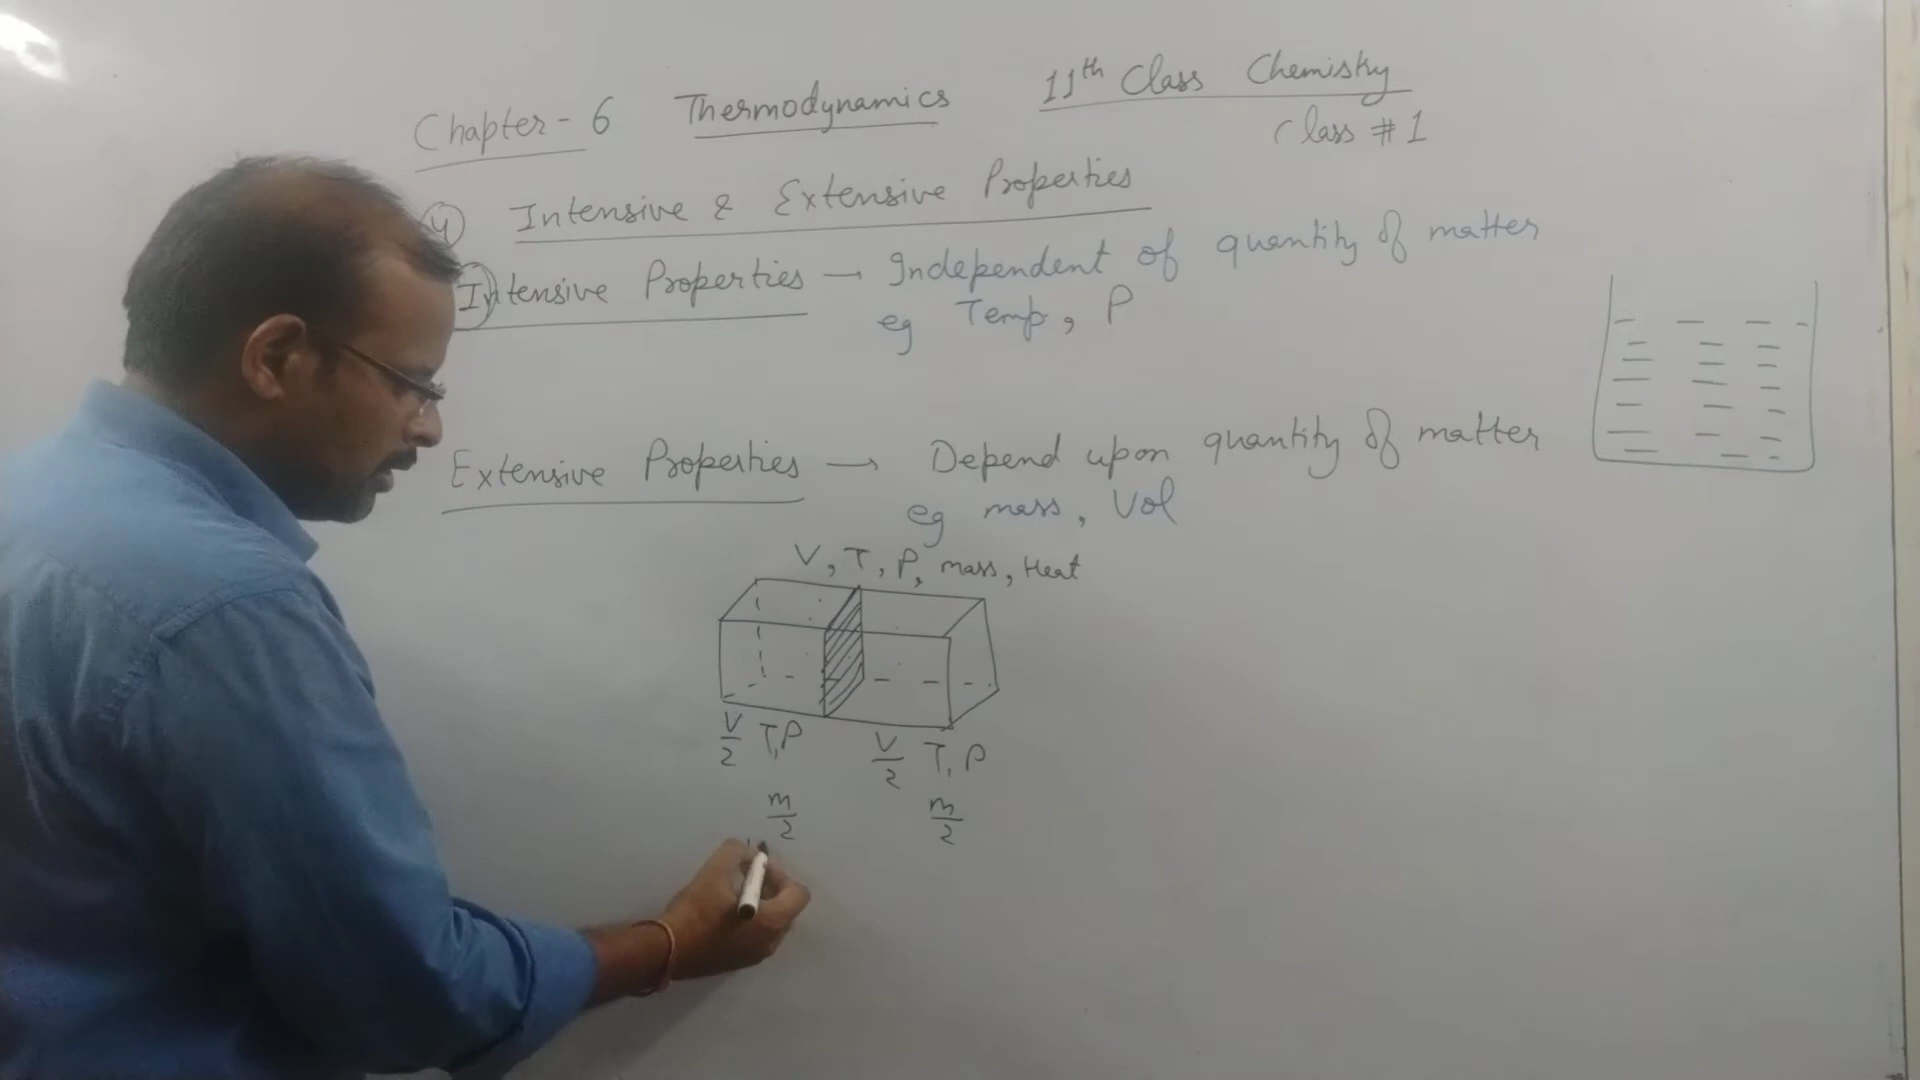 Chapter - 6 Thermodynamics 11th Class Chemistry
Class # 1
4) Intensive & Extensive Properties
Intensive Properties → Independent of quantity of matter
eg Temp, P
Extensive Properties → Depend upon quantity of matter
eg mass, Vol
V, T, P, mass, Heat
V/2 T,P V/2 T, P
m/2 m/2